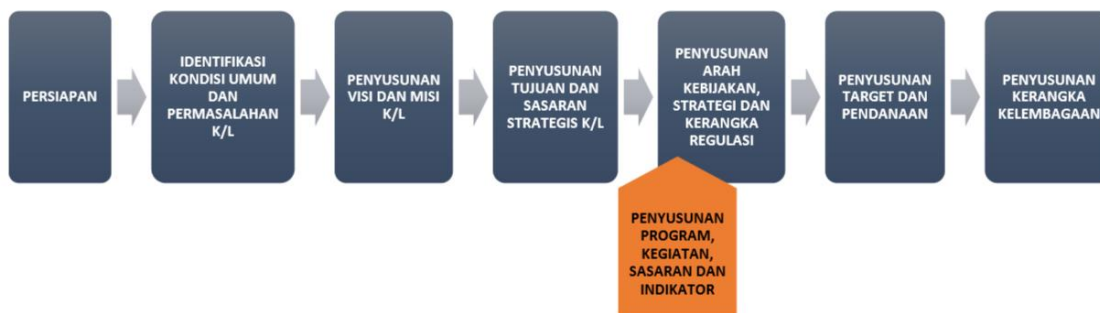 PERSIAPAN
IDENTIFIKASI
KONDISI UMUM
DAN
PERMASALAHAN
K/L
PENYUSUNAN
VISI DAN MISI
K/L
PENYUSUNAN
TUJUAN DAN
SASARAN
STRATEGIS K/L
PENYUSUNAN
ARAH
KEBIJAKAN,
STRATEGI DAN
KERANGKA
REGULASI
PENYUSUNAN
TARGET DAN
PENDANAAN
PENYUSUNAN
KERANGKA
KELEMBAGAAN
PENYUSUNAN
PROGRAM,
KEGIATAN,
SASARAN DAN
INDIKATOR